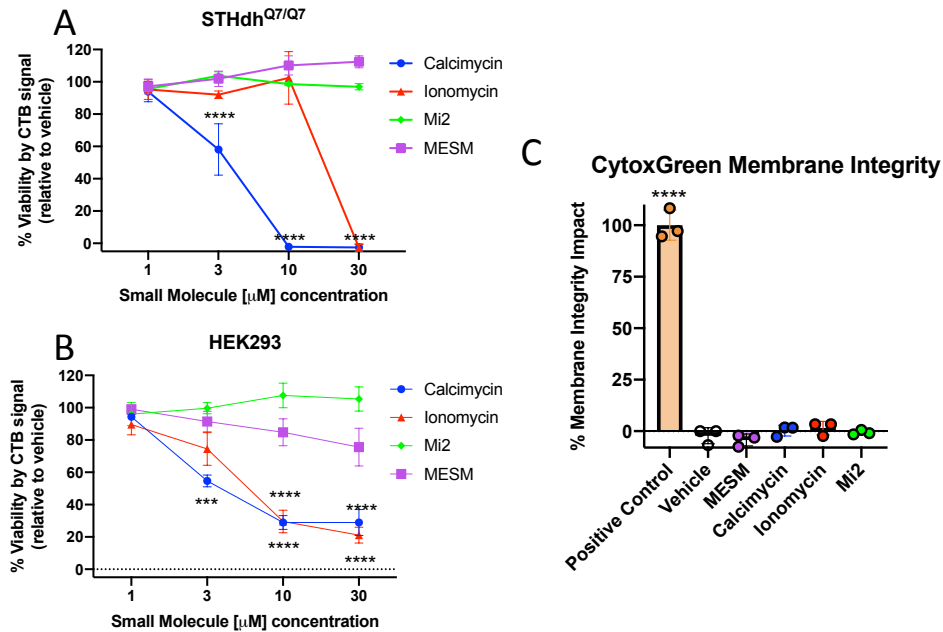 A
STHdhQ7/Q7
% Viability by CTB signal
(relative to vehicle)
120
100
80
60
40
20
0
****
****
****
1
3
10
30
Small Molecule [μM] concentration
Calcimycin
Ionomycin
Mi2
MESM
B
HEK293
% Viability by CTB signal
(relative to vehicle)
120
100
80
60
40
20
0
***
****
****
****
****
1
3
10
30
Small Molecule [μM] concentration
Calcimycin
Ionomycin
Mi2
MESM
C
CytoxGreen Membrane Integrity
% Membrane Integrity Impact
100
75
50
25
0
****
Positive Control
Vehicle
MESM
Calcimycin
Ionomycin
Mi2